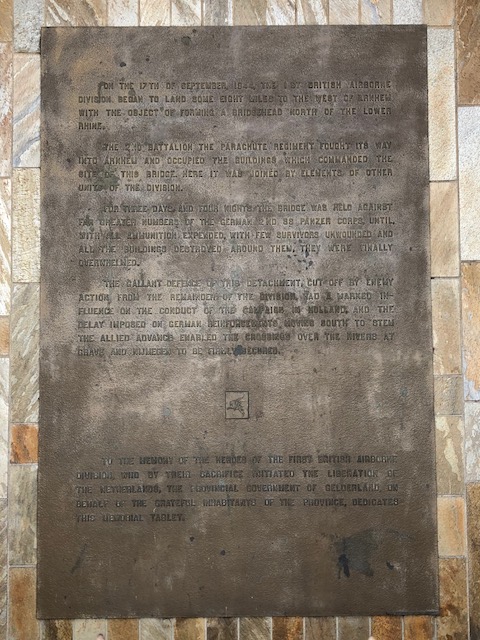 ON THE 17TH OF SEPTEMBER, 1944, THE 1ST BRITISH AIRBORNE
DIVISION BEGAN TO LAND SOME EIGHT MILES TO THE WEST OF ARNHEM
WITH THE OBJECT OF FORMING A BRIDGEHEAD NORTH OF THE LOWER
RHINE.
THE 2ND BATTALION THE PARACHUTE REGIMENT FOUGHT ITS WAY
INTO ARNHEM AND OCCUPIED THE BUILDINGS WHICH COMMANDED THE
SITE OF THIS BRIDGE. HERE IT WAS JOINED BY ELEMENTS OF OTHER
UNITS OF THE DIVISION.
FOR THREE DAYS AND FOUR NIGHTS THE BRIDGE WAS HELD AGAINST
FAR GREATER NUMBERS OF THE GERMAN 2ND SS PANZER CORPS, UNTIL,
WITH ALL AMMUNITION EXPENDED, WITH FEW SURVIVORS UNWOUNDED AND
ALL THE BUILDINGS DESTROYED AROUND THEM, THEY WERE FINALLY
OVERWHELMED.
THE GALLANT DEFENSE OF THIS DETACHMENT, CUT OFF BY ENEMY
ACTION FROM THE REMAINDER OF THE DIVISION, HAD A MARKED IN-
FLUENCE ON THE CONDUCT OF THE CAMPAIGN IN HOLLAND, AND THE
DELAY IMPOSED ON GERMAN REINFORCEMENTS MOVING SOUTH TO STEM
THE ALLIED ADVANCE ENABLED THE CROSSINGS OVER THE RIVERS AT
GRAVE AND NIJMEGEN TO BE FIRMLY SECURED.
TO THE MEMORY OF THE HEROES OF THE FIRST BRITISH AIRBORNE
DIVISION, WHO BY THEIR SACRIFICE INITIATED THE LIBERATION OF
THE NETHERLANDS, THE PROVINCIAL GOVERNMENT OF GELDERLAND, ON
BEHALF OF THE GRATEFUL INHABITANTS OF THE PROVINCE, DEDICATES
THIS MEMORIAL TABLET.